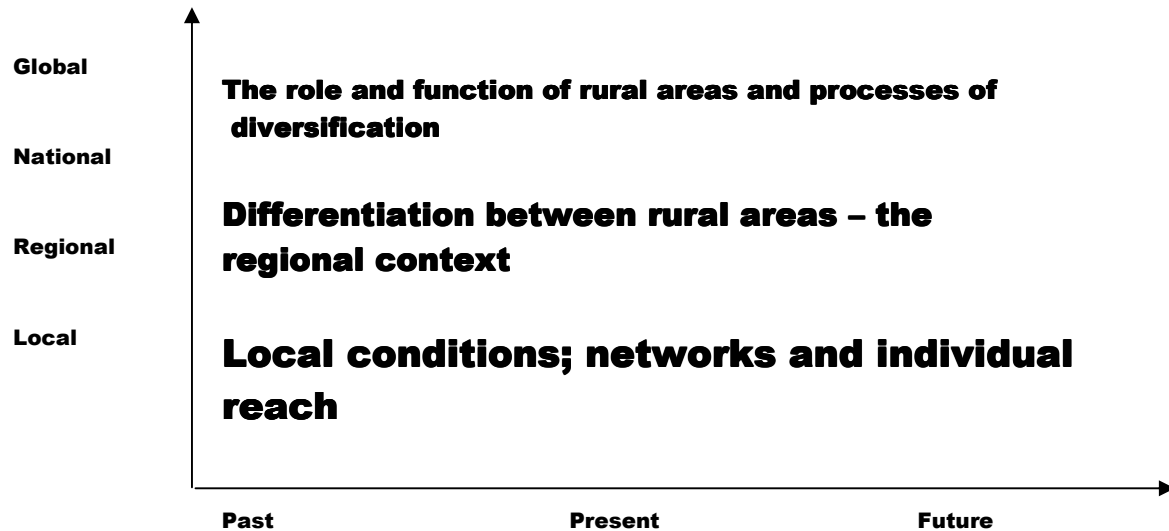 Global
The role and function of rural areas and processes of
diversification
National
Differentiation between rural areas – the
regional context
Regional
Local
Local conditions; networks and individual
reach
Past
Present
Future